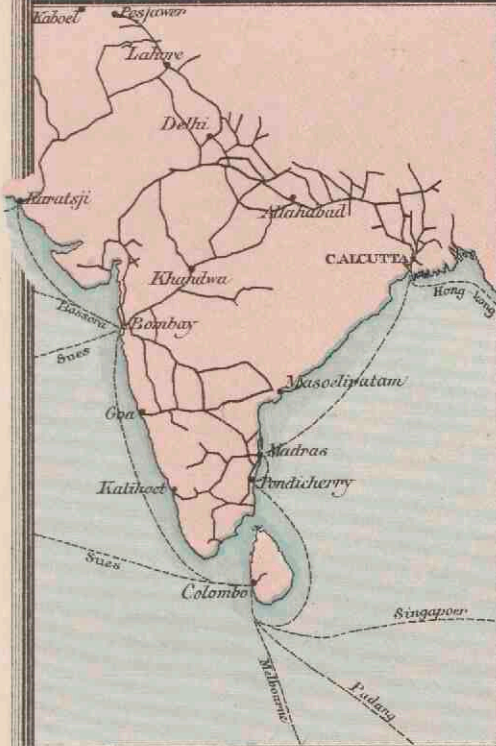 Kaboel
Pesjawer
Lahore
Delhi
Karatsji
Allahabad
CALCUTTA
Khandwa
Hong kong
Bassora
Bombay
Sues
Masoelipatam
Goa
Madras
Kalikoet
Pondicherry
Sues
Colombo
Singapoer
Melbourne
Padang